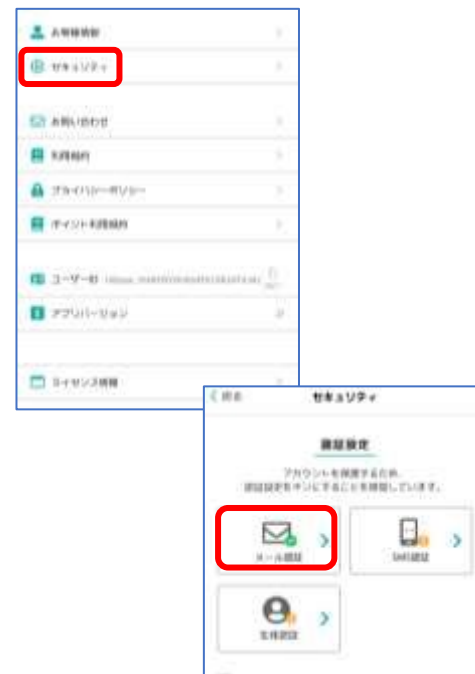 お客様情報
セキュリティ
お問い合わせ
利用規約
プライバシーポリシー
ポイント利用規約
ユーザーID
アプリバージョン
ライセンス情報
戻る セキュリティ
認証設定
アカウントを保護するため、
認証設定をオンにすることを推奨しています。
メール認証
SMS認証
生体認証